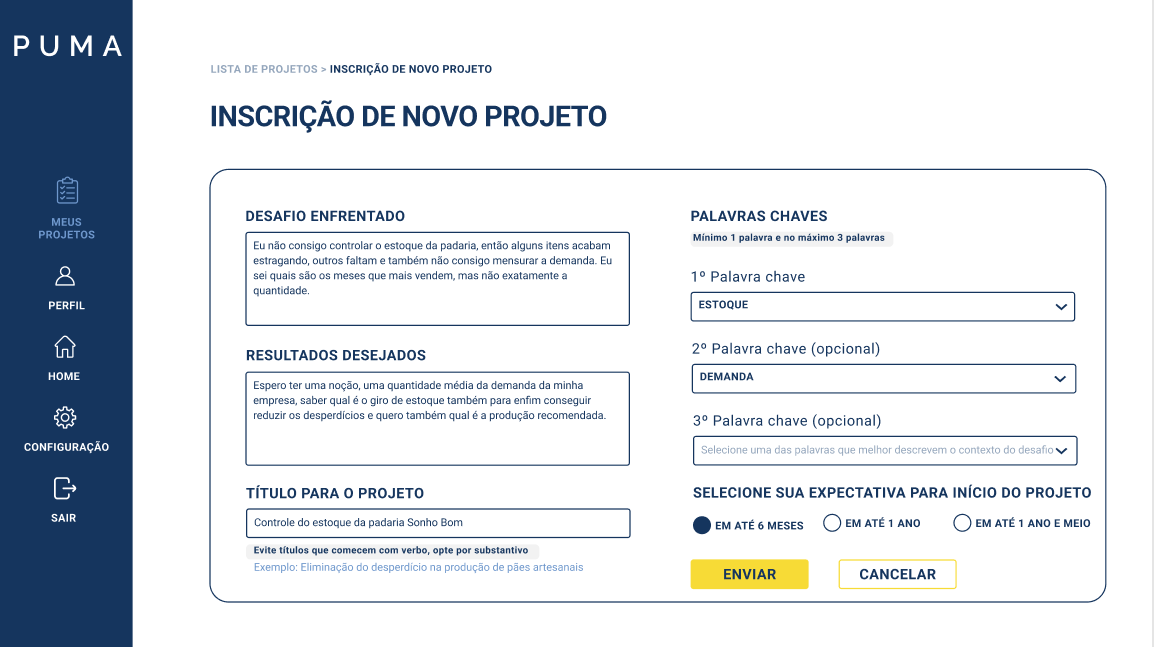 PUMA
MEUS
PROJETOS
PERFIL
HOME
CONFIGURAÇÃO
SAIR
LISTA DE PROJETOS > INSCRIÇÃO DE NOVO PROJETO
INSCRIÇÃO DE NOVO PROJETO
DESAFIO ENFRENTADO
Eu não consigo controlar o estoque da padaria, então alguns itens acabam
estragando, outros faltam e também não consigo mensurar a demanda. Eu
sei quais são os meses que mais vendem, mas não exatamente a
quantidade.
RESULTADOS DESEJADOS
Espero ter uma noção, uma quantidade média da demanda da minha
empresa, saber qual é o giro de estoque também para enfim conseguir
reduzir os desperdícios e quero também qual é a produção recomendada.
TÍTULO PARA O PROJETO
Controle do estoque da padaria Sonho Bom
Evite títulos que comecem com verbo, opte por substantivo
Exemplo: Eliminação do desperdício na produção de pães artesanais
PALAVRAS CHAVES
Mínimo 1 palavra e no máximo 3 palavras
1º Palavra chave
ESTOQUE
2º Palavra chave (opcional)
DEMANDA
3º Palavra chave (opcional)
Selecione uma das palavras que melhor descrevem o contexto do desafio
SELECIONE SUA EXPECTATIVA PARA INÍCIO DO PROJETO
EM ATÉ 6 MESES
EM ATÉ 1 ANO
EM ATÉ 1 ANO E MEIO
ENVIAR
CANCELAR